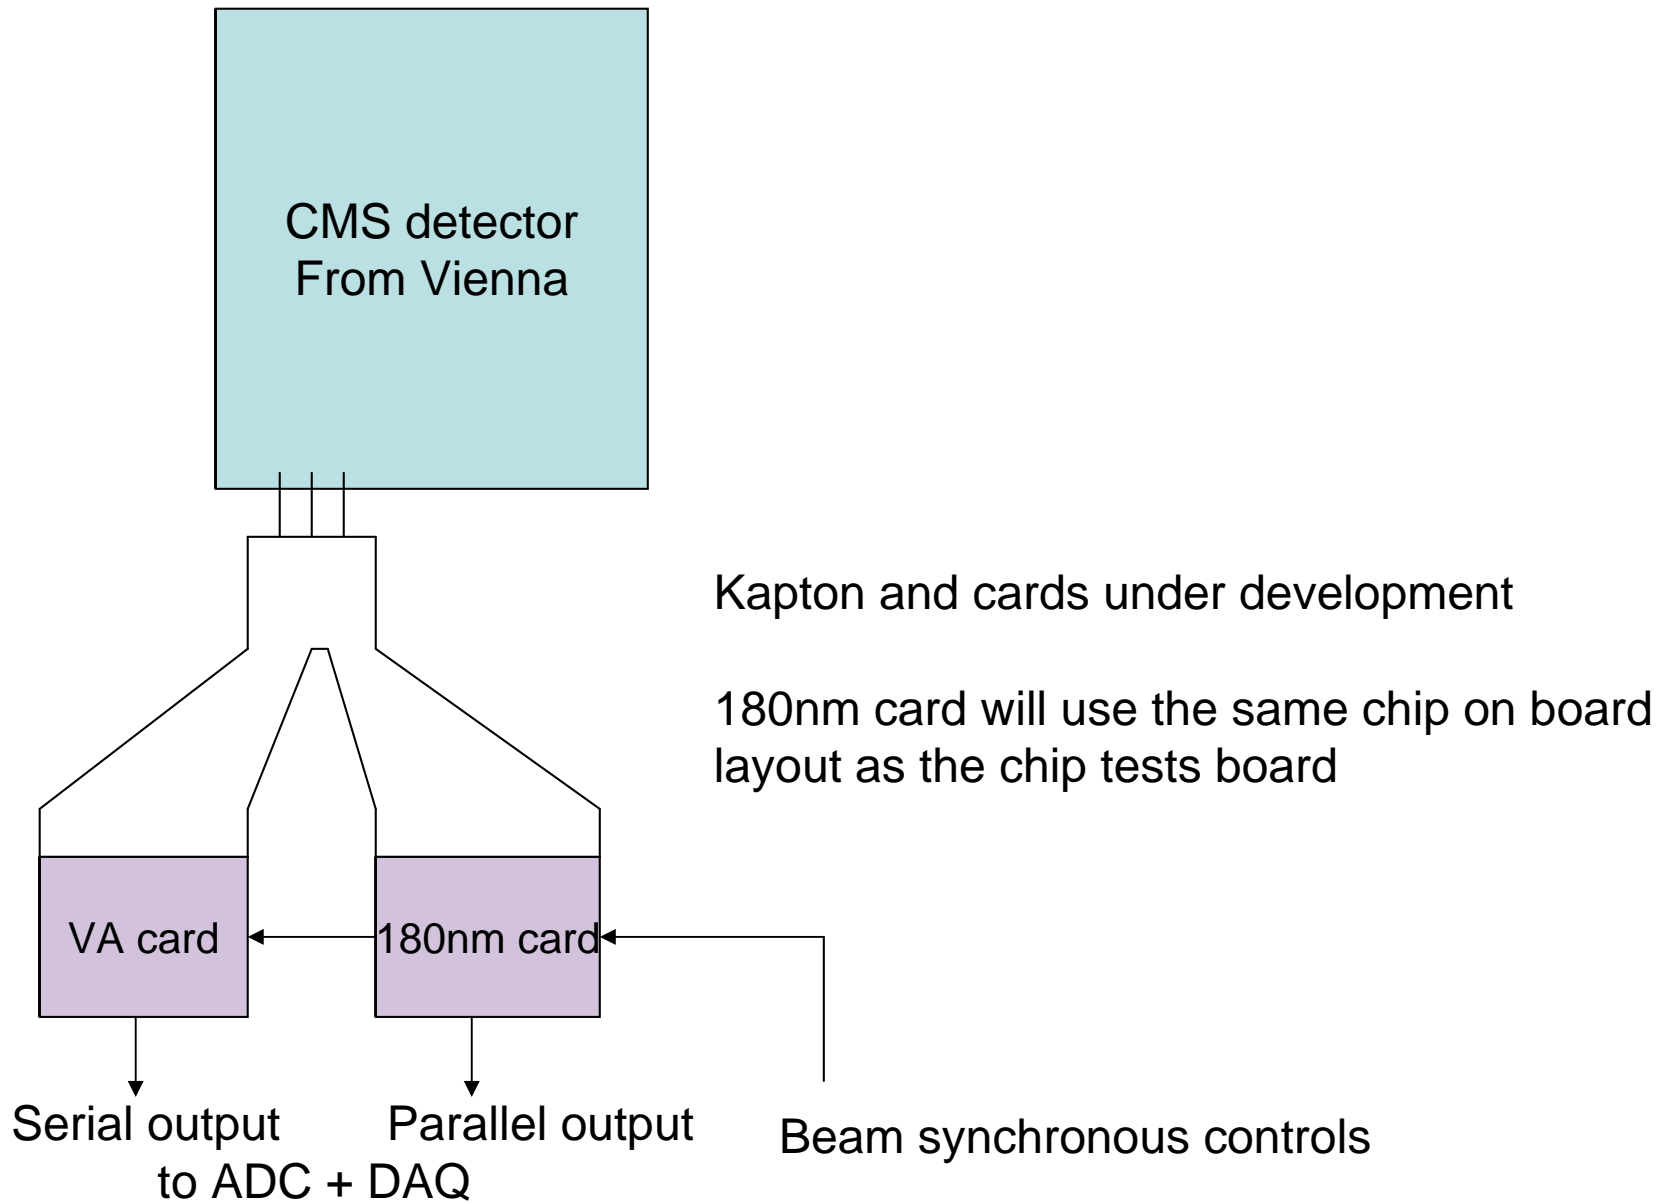 CMS detector
From Vienna
Kapton and cards under development
180nm card will use the same chip on board
layout as the chip tests board
VA card
180nm card
Serial output
Parallel output
to ADC + DAQ
Beam synchronous controls